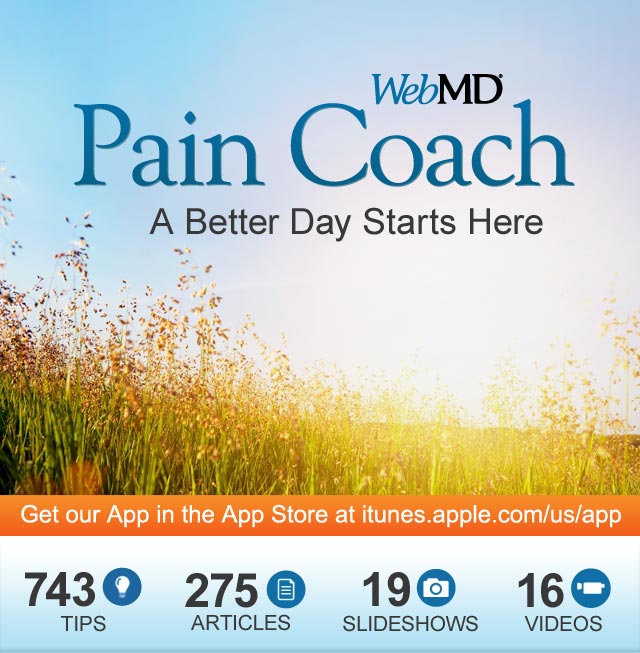 WebMD®
Pain Coach
A Better Day Starts Here
Get our App in the App Store at itunes.apple.com/us/app
743 275 19 16
TIPS ARTICLES SLIDESHOWS VIDEOS